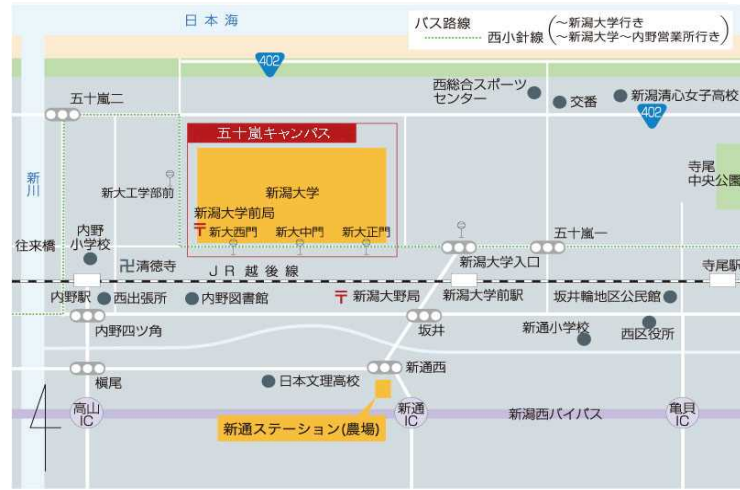 日本海
バス路線
西小針線
(～新潟大学行き
～新潟大学～内野営業所行き)
402
西総合スポーツ
センター
交番
新潟清心女子高校
402
五十嵐二
五十嵐キャンパス
新川
新潟大学
寺尾
中央公園
新大工学部前
新潟大学前局
新大西門
新大中門
新大正門
内野
小学校
往来橋
五十嵐一
清徳寺
JR越後線
新潟大学入口
寺尾駅
内野駅
西出張所
内野図書館
新潟大野局
新潟大学前駅
坂井輪地区公民館
内野四ツ角
坂井
新通小学校
西区役所
槇尾
日本文理高校
新通西
高山
IC
新通ステーション(農場)
新通
IC
新潟西バイパス
亀貝
IC
4